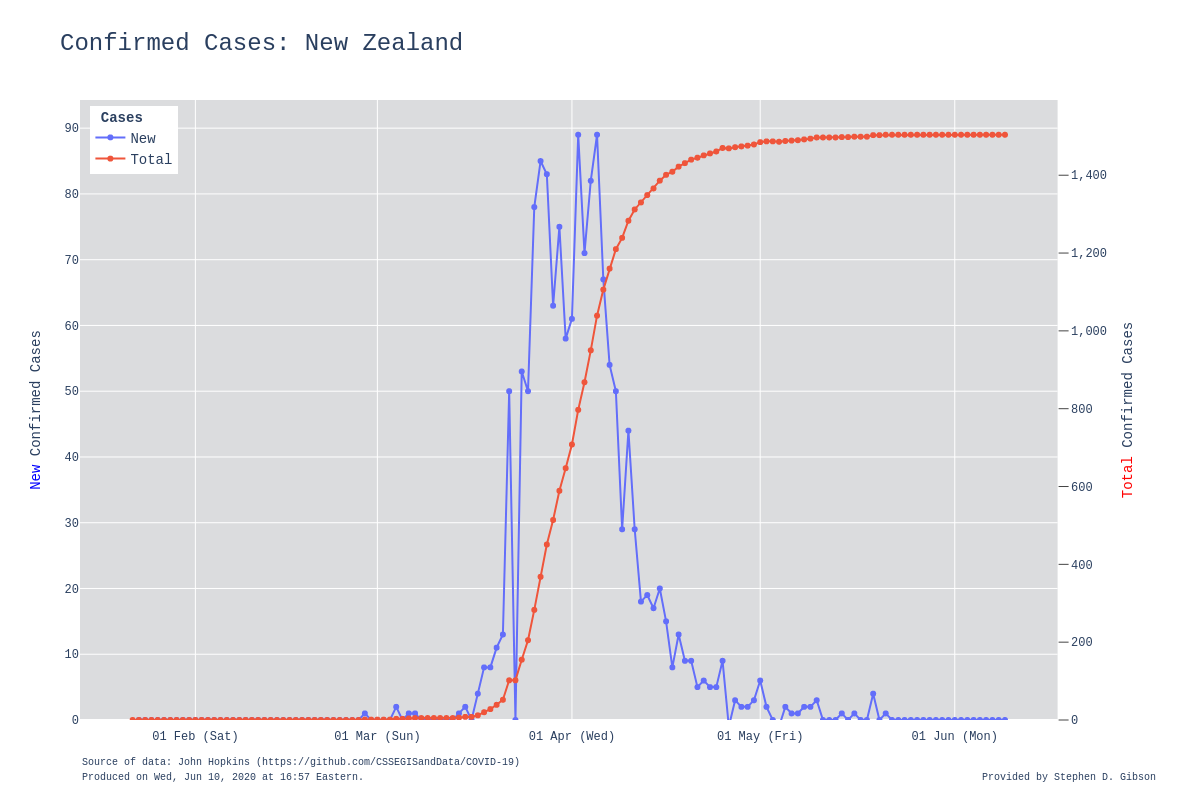 Confirmed Cases: New Zealand
Cases
New
Total
90
80
70
60
50
40
30
20
10
0
New Confirmed Cases
1,400
1,200
1,000
800
600
400
200
0
Total Confirmed Cases
01 Feb (Sat) 01 Mar (Sun) 01 Apr (Wed) 01 May (Fri) 01 Jun (Mon)
Source of data: John Hopkins (https://github.com/CSSEGISandData/COVID-19)
Produced on Wed, Jun 10, 2020 at 16:57 Eastern.
Provided by Stephen D. Gibson